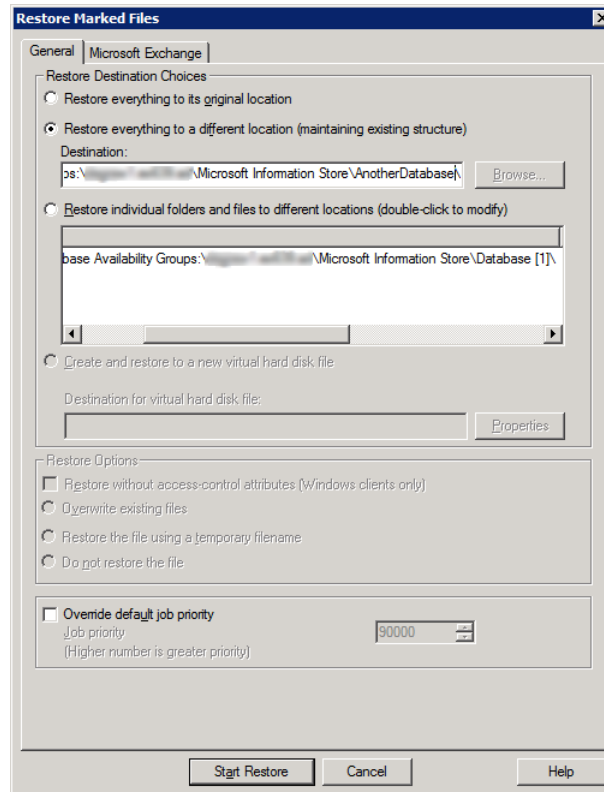 Restore Marked Files
General
Microsoft Exchange
Restore Destination Choices
Restore everything to its original location
Restore everything to a different location (maintaining existing structure)
Destination:
os:\ \Microsoft Information Store\AnotherDatabase\
Browse...
Restore individual folders and files to different locations (double-click to modify)
base Availability Groups:\ \Microsoft Information Store\Database [1]\
Create and restore to a new virtual hard disk file
Destination for virtual hard disk file:
Properties
Restore Options
Restore without access-control attributes (Windows clients only)
Overwrite existing files
Restore the file using a temporary filename
Do not restore the file
Override default job priority
Job priority
90000
(Higher number is greater priority)
Start Restore
Cancel
Help